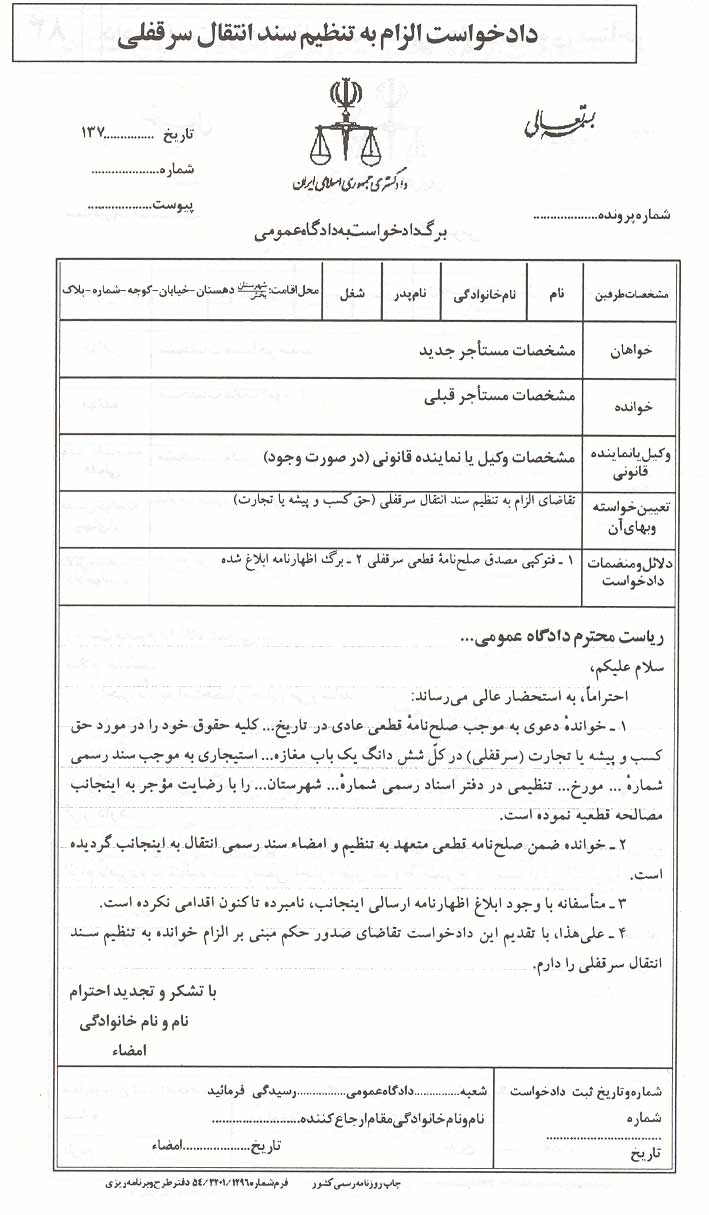 دادخواست الزام به تنظیم سند انتقال سرقفلی
بسمه تعالی
دادگستری جمهوری اسلامی ایران
تاریخ ...............۱۳۷
شماره....................
پیوست...................
شماره پرونده...................
برگ دادخواست به دادگاه عمومی
مشخصات طرفین | نام | نام خانوادگی | نام پدر | شغل | محل اقامت: شهرستان بخش دهستان-خیابان-کوچه-شماره-پلاک
خواهان | مشخصات مستأجر جدید
خوانده | مشخصات مستأجر قبلی
وکیل یا نماینده قانونی | مشخصات وکیل یا نماینده قانونی (در صورت وجود)
تعیین خواسته وبهای آن | تقاضای الزام به تنظیم سند انتقال سرقفلی (حق کسب و پیشه یا تجارت)
دلائل و منضمات دادخواست | ۱ ـ فتوکپی مصدق صلح‌نامۀ قطعی سرقفلی ۲ ـ برگ اظهارنامه ابلاغ شده
ریاست محترم دادگاه عمومی...
سلام علیکم،
احتراماً، به استحضار عالی می‌رساند:
۱ ـ خواندۀ دعوی به موجب صلح‌نامۀ قطعی عادی در تاریخ... کلیه حقوق خود را در مورد حق
کسب و پیشه یا تجارت (سرقفلی) در کلّ شش دانگ یک باب مغازه... استیجاری به موجب سند رسمی
شمارۀ ... مورخ... تنظیمی در دفتر اسناد رسمی شمارۀ... شهرستان... را با رضایت مؤجر به اینجانب
مصالحه قطعیه نموده است.
۲ ـ خوانده ضمن صلح‌نامه قطعی متعهد به تنظیم و امضاء سند رسمی انتقال به اینجانب گردیده
است.
۳ ـ متأسفانه با وجود ابلاغ اظهارنامه ارسالی اینجانب، نامبرده تاکنون اقدامی نکرده است.
۴ ـ علی‌هذا، با تقدیم این دادخواست تقاضای صدور حکم مبنی بر الزام خوانده به تنظیم سند
انتقال سرقفلی را دارم.
با تشکر و تجدید احترام
نام و نام خانوادگی
امضاء
شماره و تاریخ ثبت دادخواست
شماره
................................
تاریخ
شعبه..............دادگاه عمومی...............رسیدگی فرمائید
نام و نام خانوادگی مقام ارجاع کننده..........................
تاریخ....................امضاء
چاپ روزنامه رسمی کشور فرم شماره ۵۴/۳۲۰۱/۱۲۹۶ دفتر طرح و برنامه ریزی